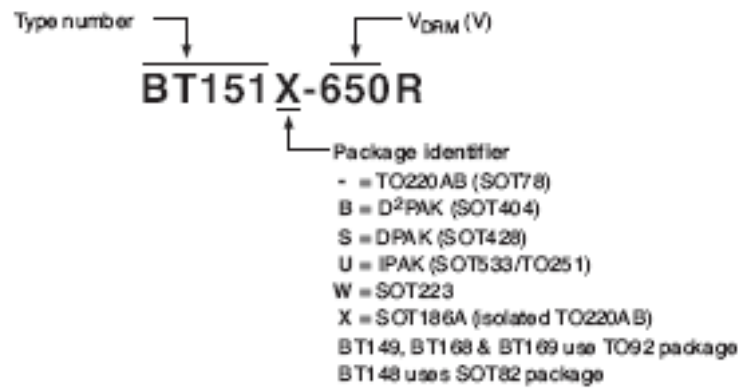 Type number
V_DRM (V)
BT151X-650R
Package identifier
- = TO220AB (SOT78)
B = D²PAK (SOT404)
S = DPAK (SOT428)
U = IPAK (SOT533/TO251)
W = SOT223
X = SOT186A (isolated TO220AB)
BT149, BT168 & BT169 use TO92 package
BT148 uses SOT82 package